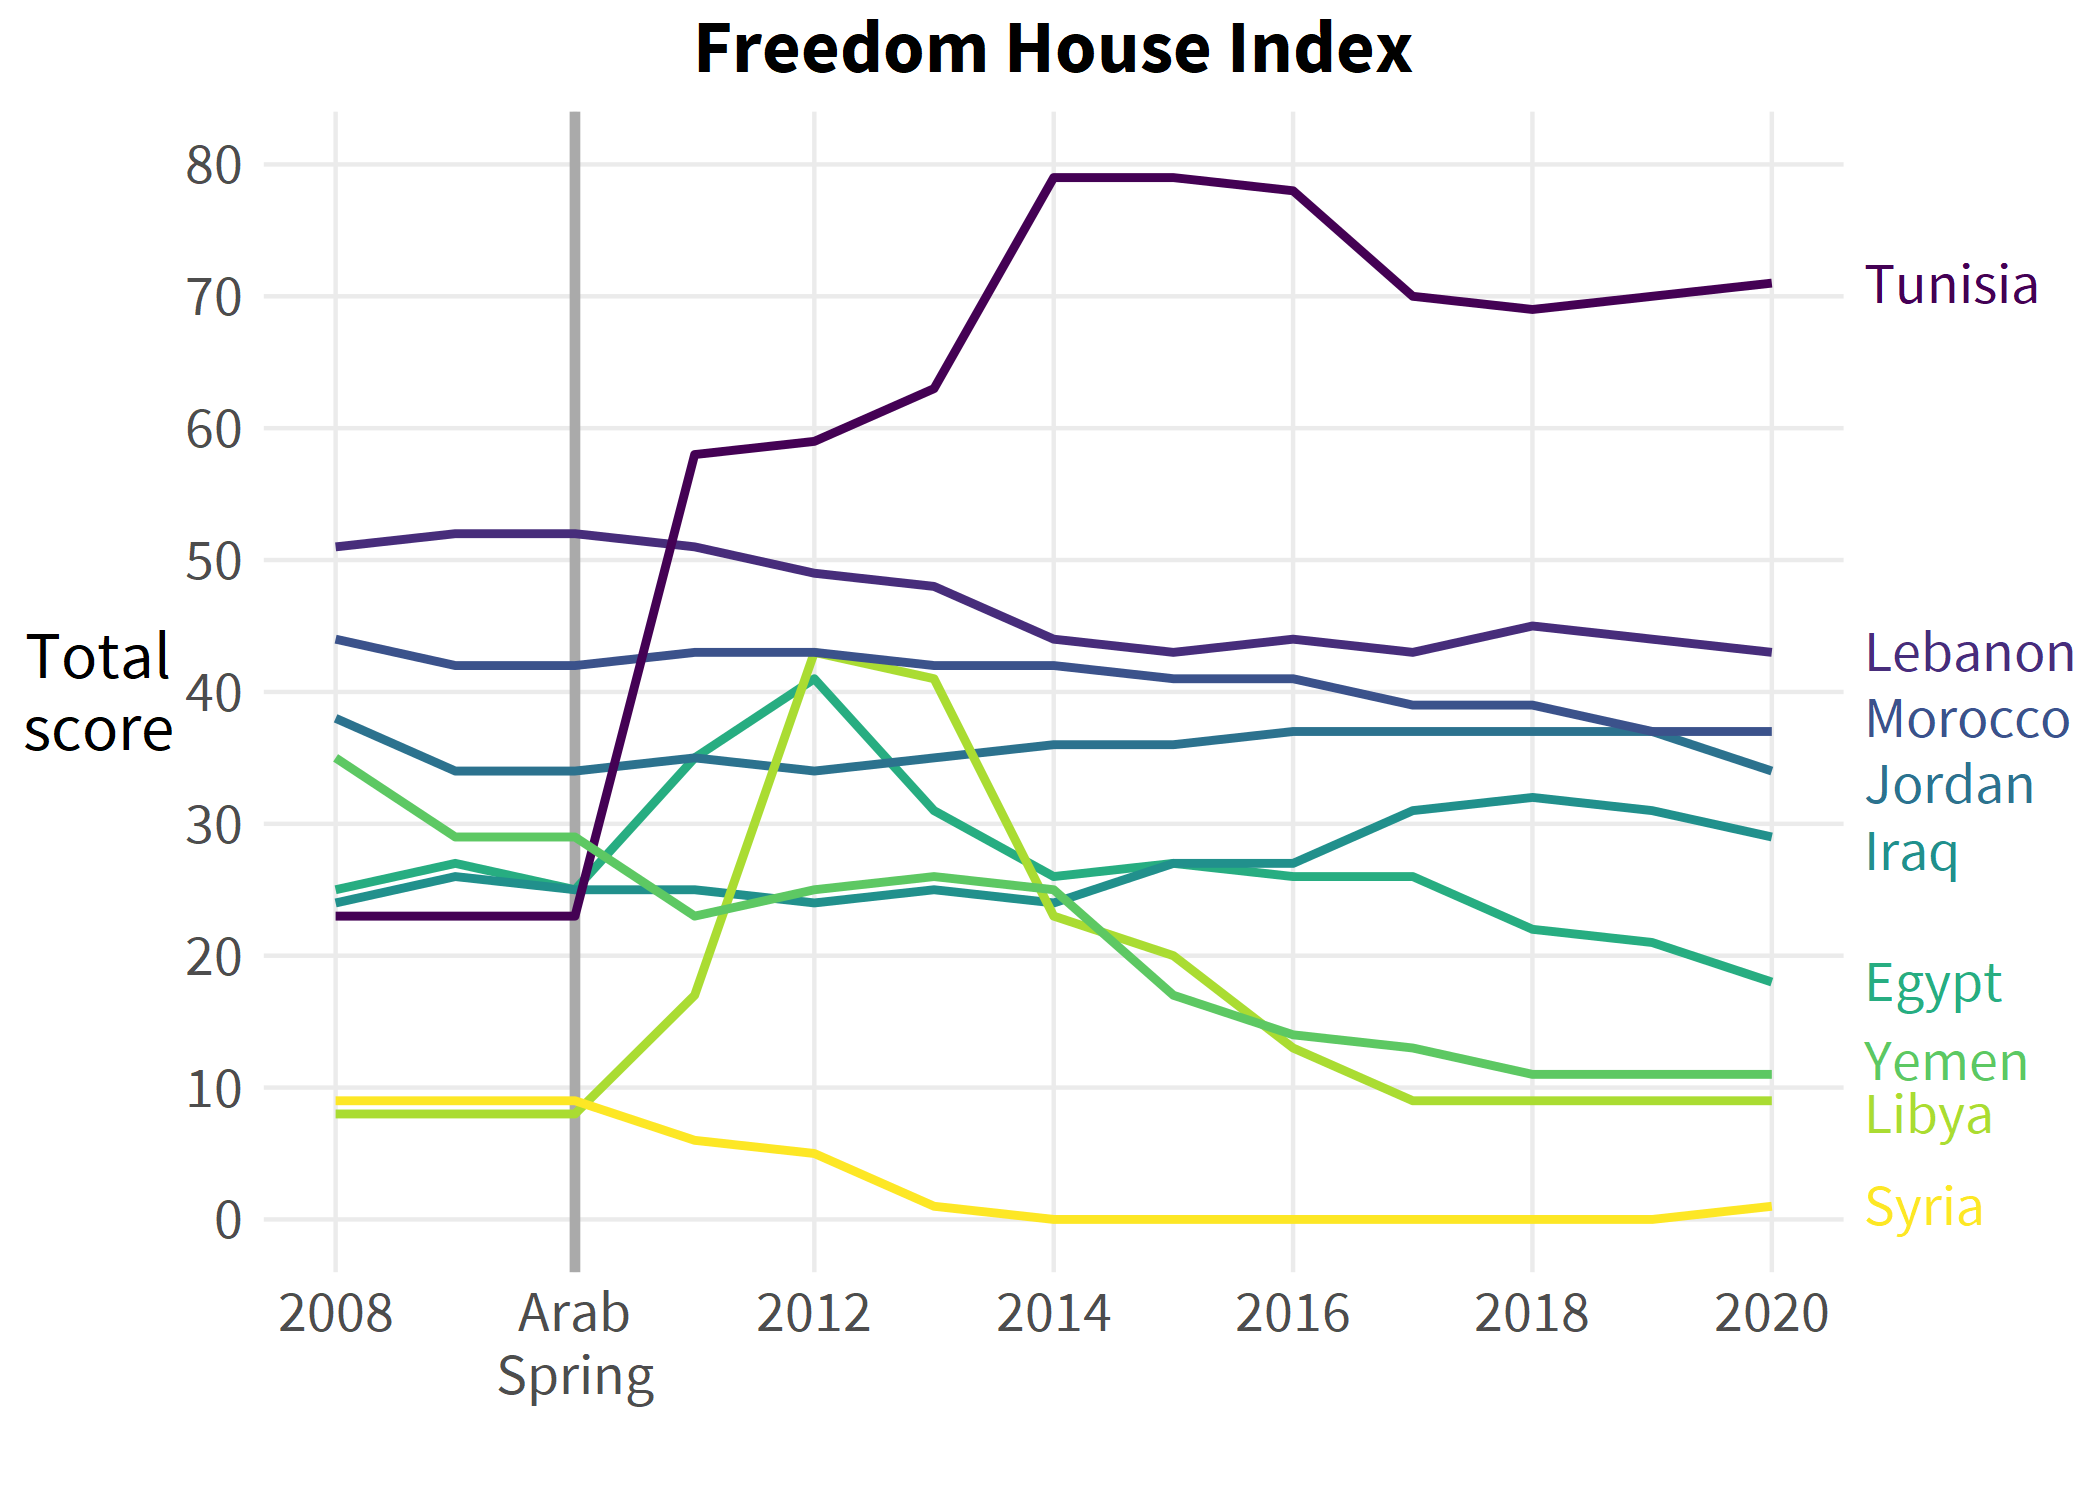 Freedom House Index
80
70
60
50
40
30
20
10
0
Total
score
Tunisia
Lebanon
Morocco
Jordan
Iraq
Egypt
Yemen
Libya
Syria
2008 Arab 2012 2014 2016 2018 2020
Spring